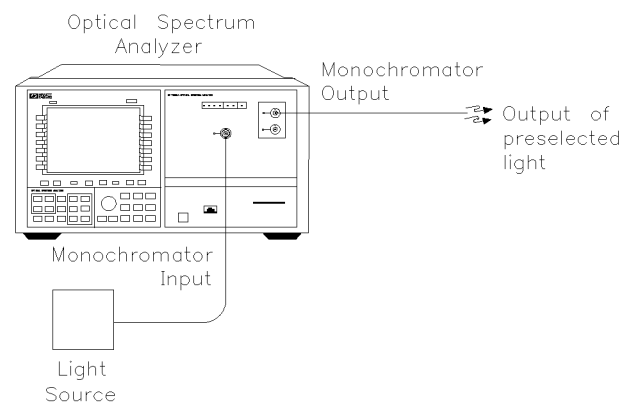 Optical Spectrum
Analyzer
Monochromator
Output
Output of
preselected
light
Monochromator
Input
Light
Source